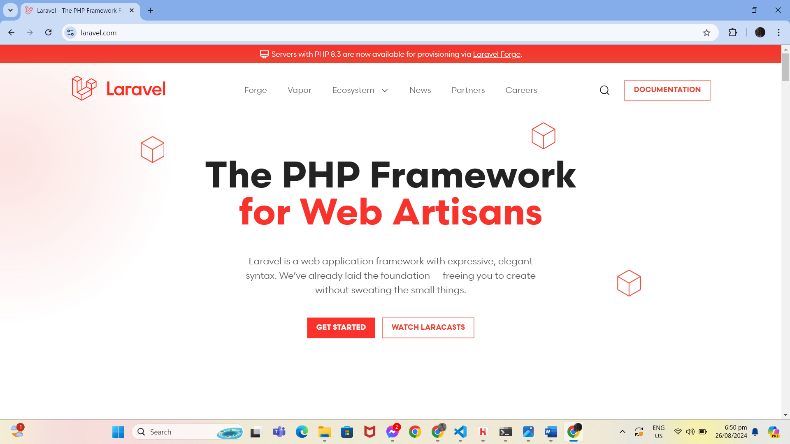 Laravel - The PHP Framework F
laravel.com
Servers with PHP 8.3 are now available for provisioning via Laravel Forge.
Laravel
Forge Vapor Ecosystem News Partners Careers
DOCUMENTATION
The PHP Framework
for Web Artisans
Laravel is a web application framework with expressive, elegant
syntax. We've already laid the foundation — freeing you to create
without sweating the small things.
GET STARTED WATCH LARACASTS
Search
ENG
US
6:50 pm
26/08/2024